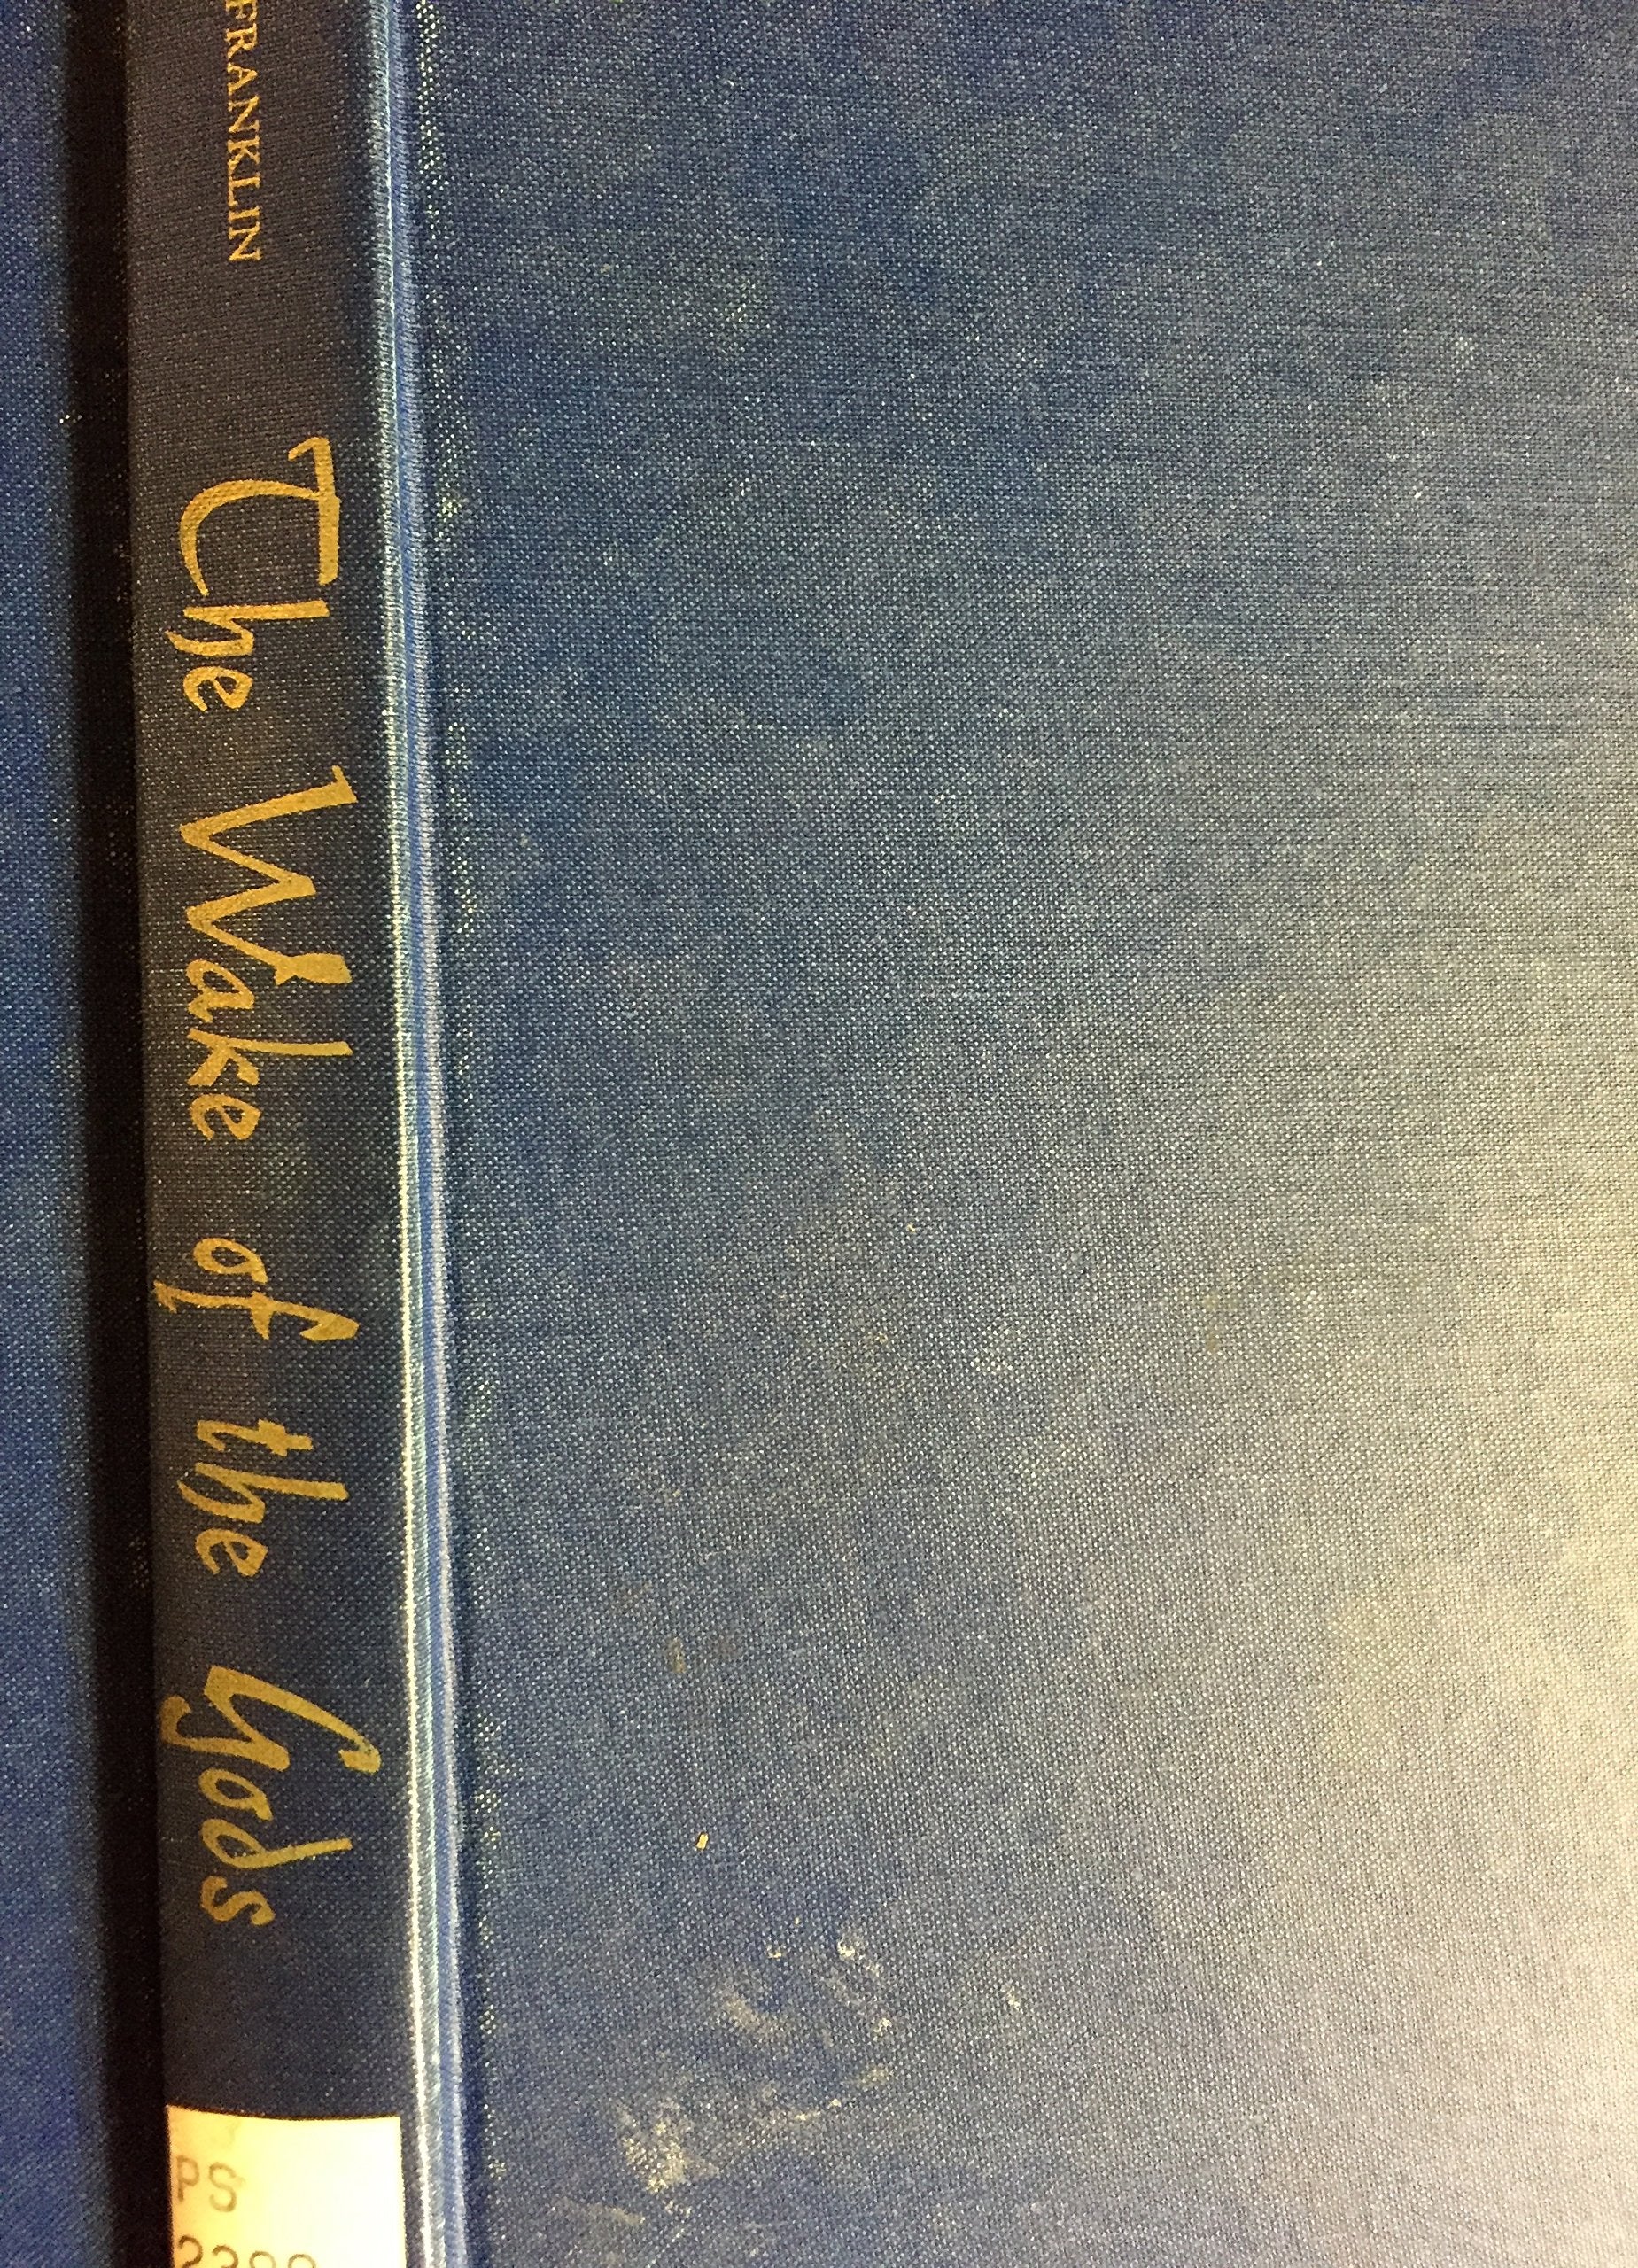 FRANKLIN
The Wake of the Gods
PS